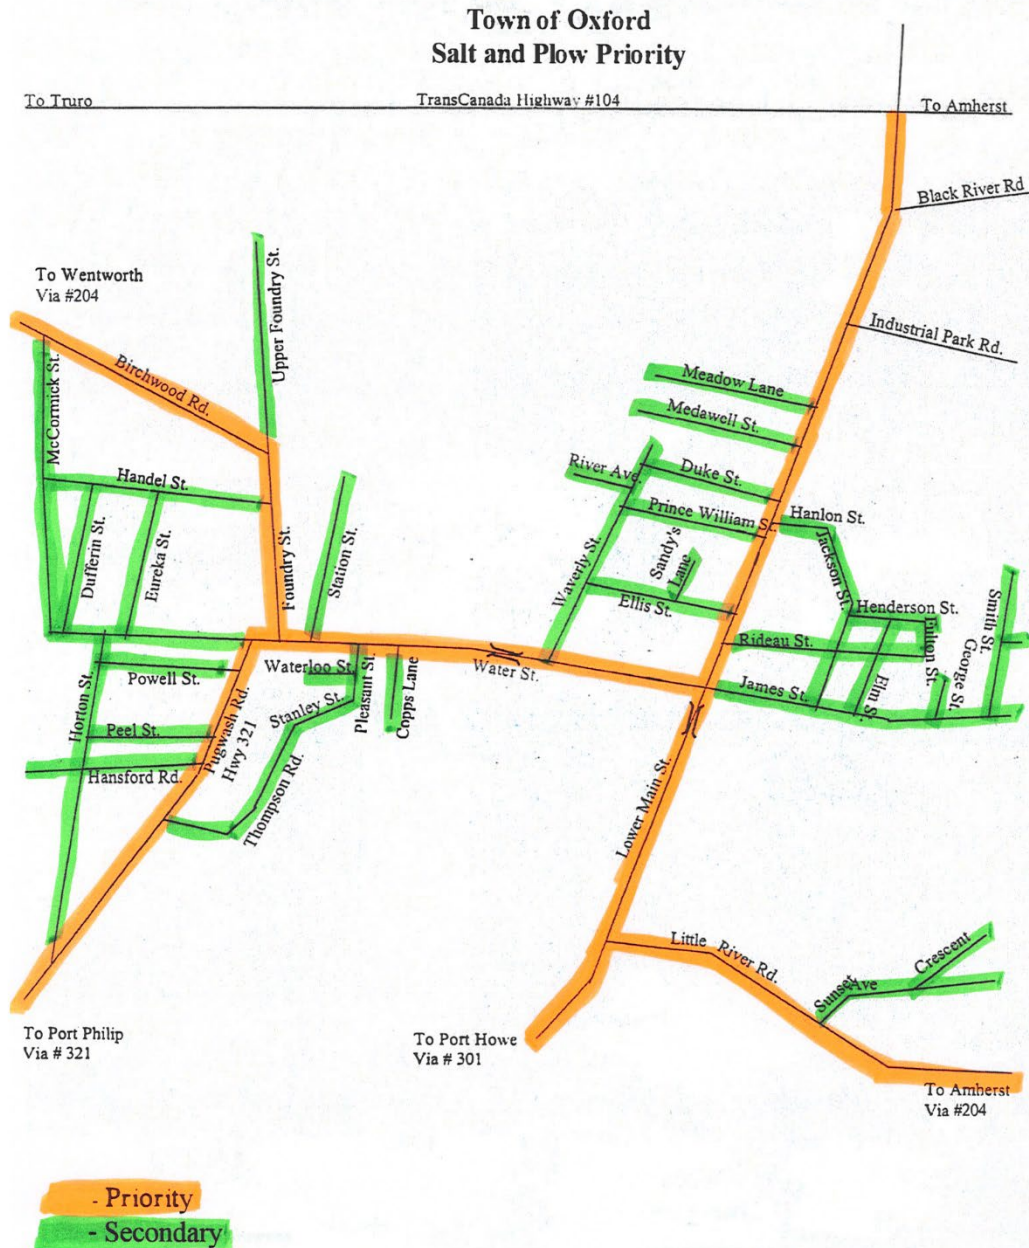 Town of Oxford
Salt and Plow Priority
To Truro
TransCanada Highway #104
To Amherst
Black River Rd
To Wentworth
Via #204
Upper Foundry St.
Industrial Park Rd.
Birchwood Rd.
McCormick St.
Meadow Lane
Medawell St.
River Ave.
Duke St.
Handel St.
Prince William S
Hanlon St.
Dufferin St.
Eureka St.
Foundry St.
Station St.
Waverly St.
Sandy's
Lane
Jackson St.
Ellis St.
Henderson St.
Smith St.
Rideau St.
Fulton St.
George St.
Waterloo St.
Pleasant St.
Copps Lane
Water St.
Powell St.
James St.
Elm St.
Horton St.
Stanley St.
Peel St.
Pugwash Rd.
Hwy 321
Hansford Rd.
Thompson Rd.
Lower Main St.
Little River Rd.
Crescent
Sunset Ave
To Port Philip
Via # 321
To Port Howe
Via # 301
To Amherst
Via #204
- Priority
- Secondary